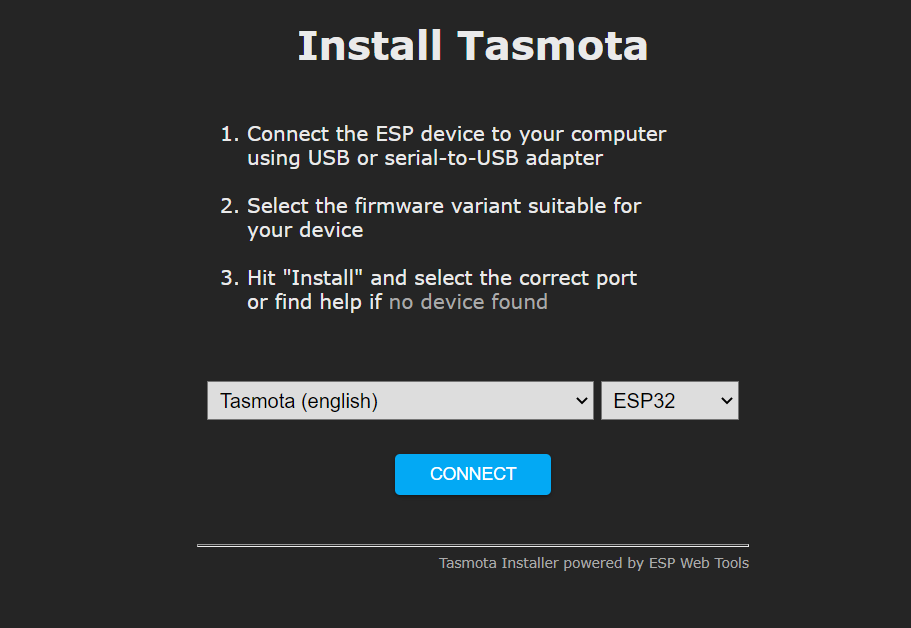 Install Tasmota
1. Connect the ESP device to your computer
using USB or serial-to-USB adapter
2. Select the firmware variant suitable for
your device
3. Hit "Install" and select the correct port
or find help if no device found
Tasmota (english)
ESP32
CONNECT
Tasmota Installer powered by ESP Web Tools